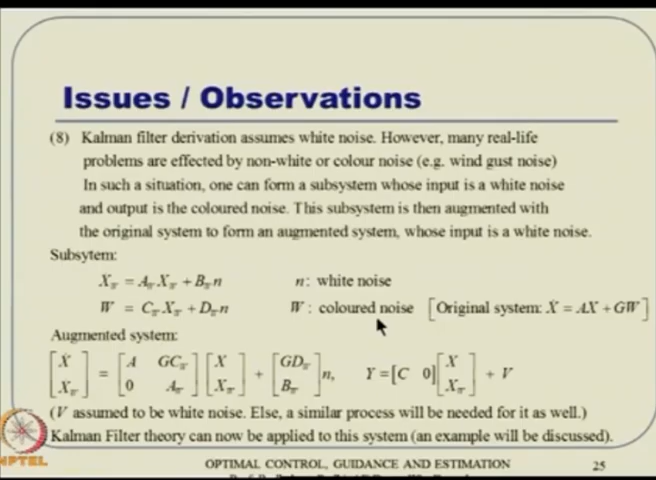 Issues / Observations
(8) Kalman filter derivation assumes white noise. However, many real-life
problems are effected by non-white or colour noise (e.g. wind gust noise)
In such a situation, one can form a subsystem whose input is a white noise
and output is the coloured noise. This subsystem is then augmented with
the original system to form an augmented system, whose input is a white noise.
Subsytem:
Ẋ_w = A_w X_w + B_w n   n: white noise
W = C_w X_w + D_w n   W: coloured noise [Original system: Ẋ = AX + GW]
Augmented system:
[Ẋ; Ẋ_w] = [A GC_w; 0 A_w] [X; X_w] + [GD_w; B_w] n,   Y = [C 0] [X; X_w] + V
(V assumed to be white noise. Else, a similar process will be needed for it as well.)
Kalman Filter theory can now be applied to this system (an example will be discussed).
NPTEL
OPTIMAL CONTROL, GUIDANCE AND ESTIMATION
25